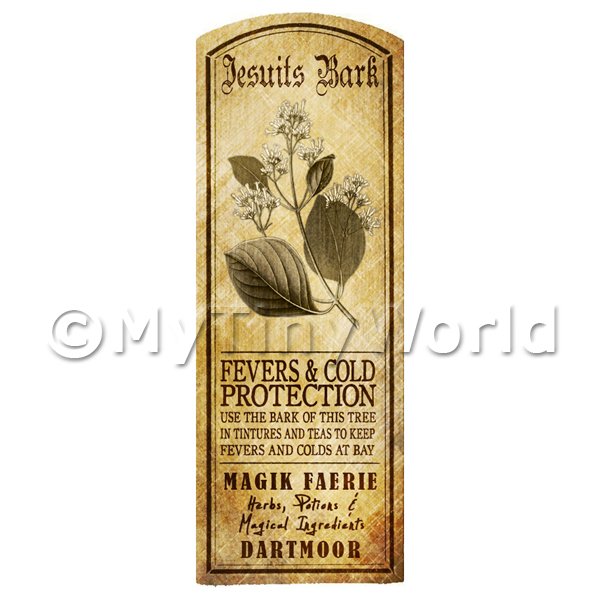 Jesuits Bark
©MyTinyWorld
FEVERS & COLD
PROTECTION
USE THE BARK OF THIS TREE
IN TINTURES AND TEAS TO KEEP
FEVERS AND COLDS AT BAY
MAGIK FAERIE
Herbs, Potions &
Magical Ingredients
DARTMOOR